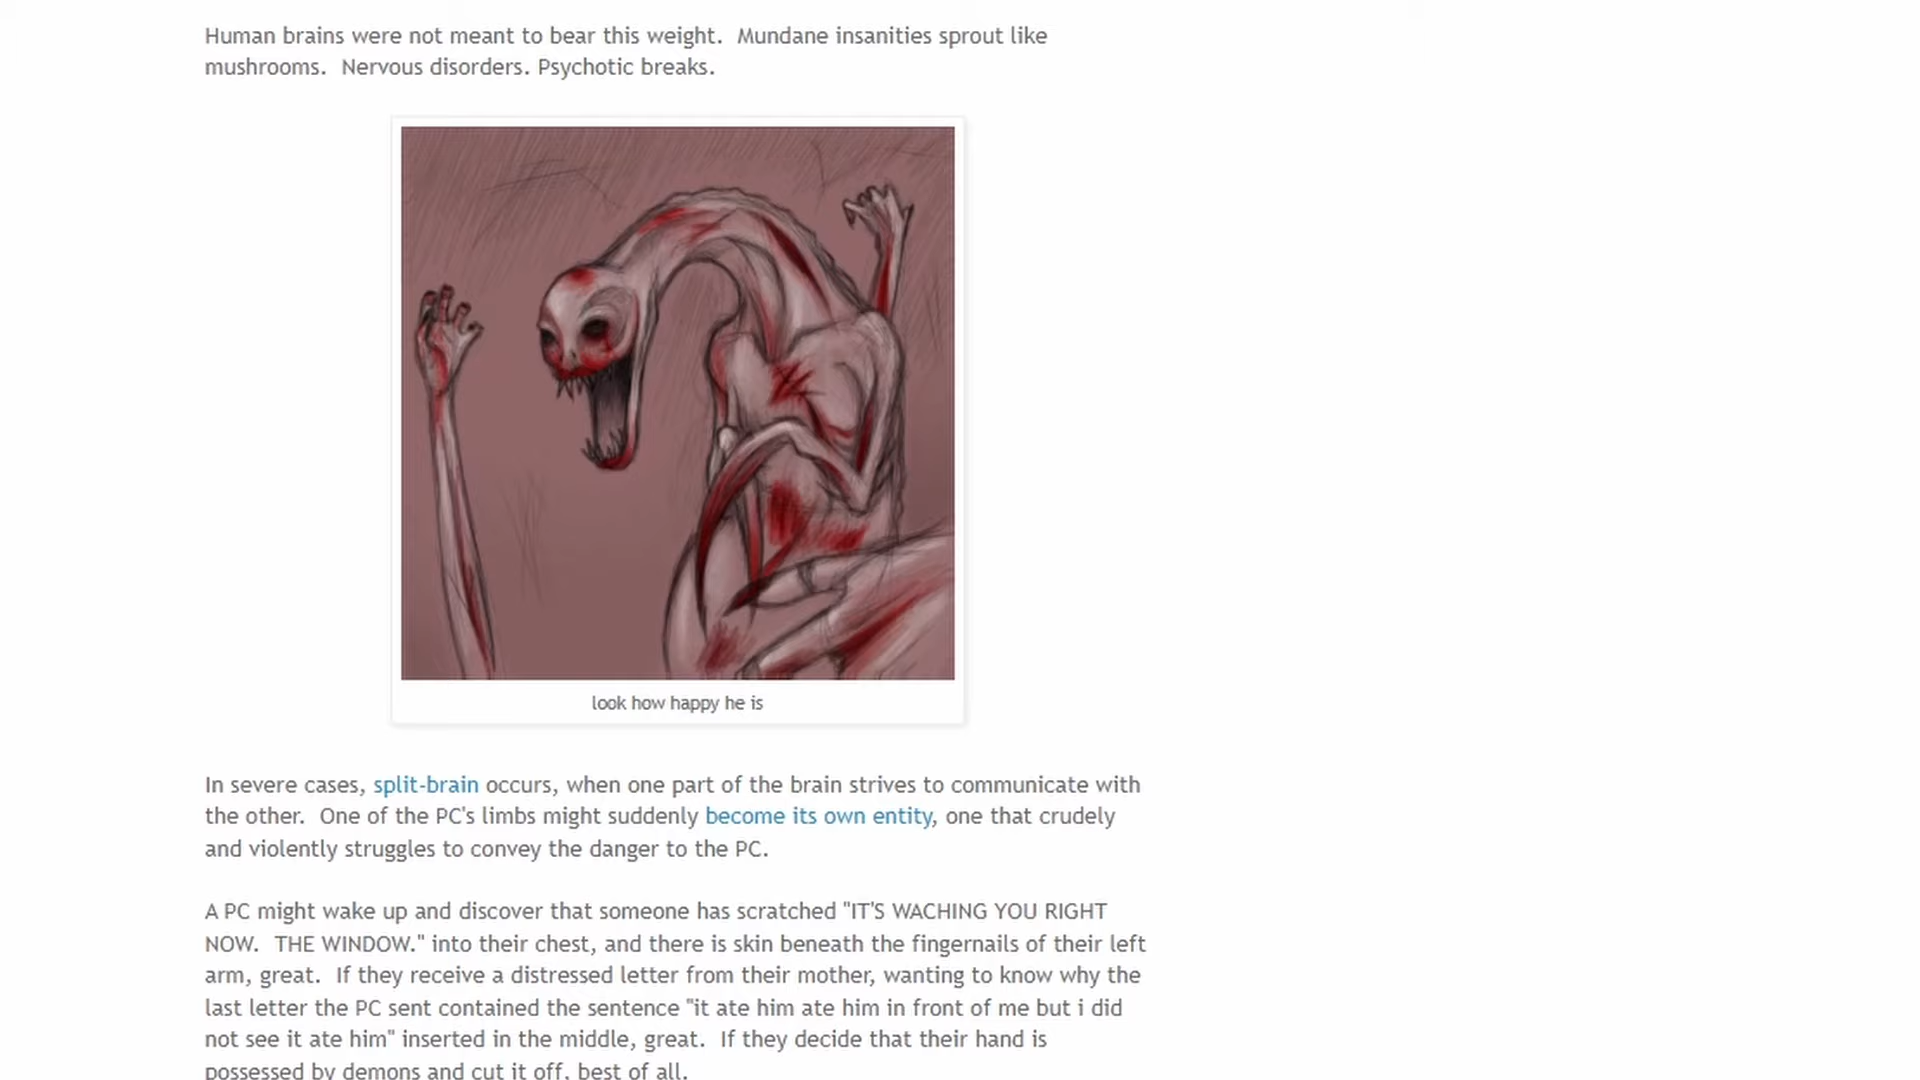 Human brains were not meant to bear this weight.  Mundane insanities sprout like
mushrooms.  Nervous disorders. Psychotic breaks.
look how happy he is
In severe cases, split-brain occurs, when one part of the brain strives to communicate with
the other.  One of the PC's limbs might suddenly become its own entity, one that crudely
and violently struggles to convey the danger to the PC.
A PC might wake up and discover that someone has scratched "IT'S WACHING YOU RIGHT
NOW.  THE WINDOW." into their chest, and there is skin beneath the fingernails of their left
arm, great.  If they receive a distressed letter from their mother, wanting to know why the
last letter the PC sent contained the sentence "it ate him ate him in front of me but i did
not see it ate him" inserted in the middle, great.  If they decide that their hand is
possessed by demons and cut it off, best of all.